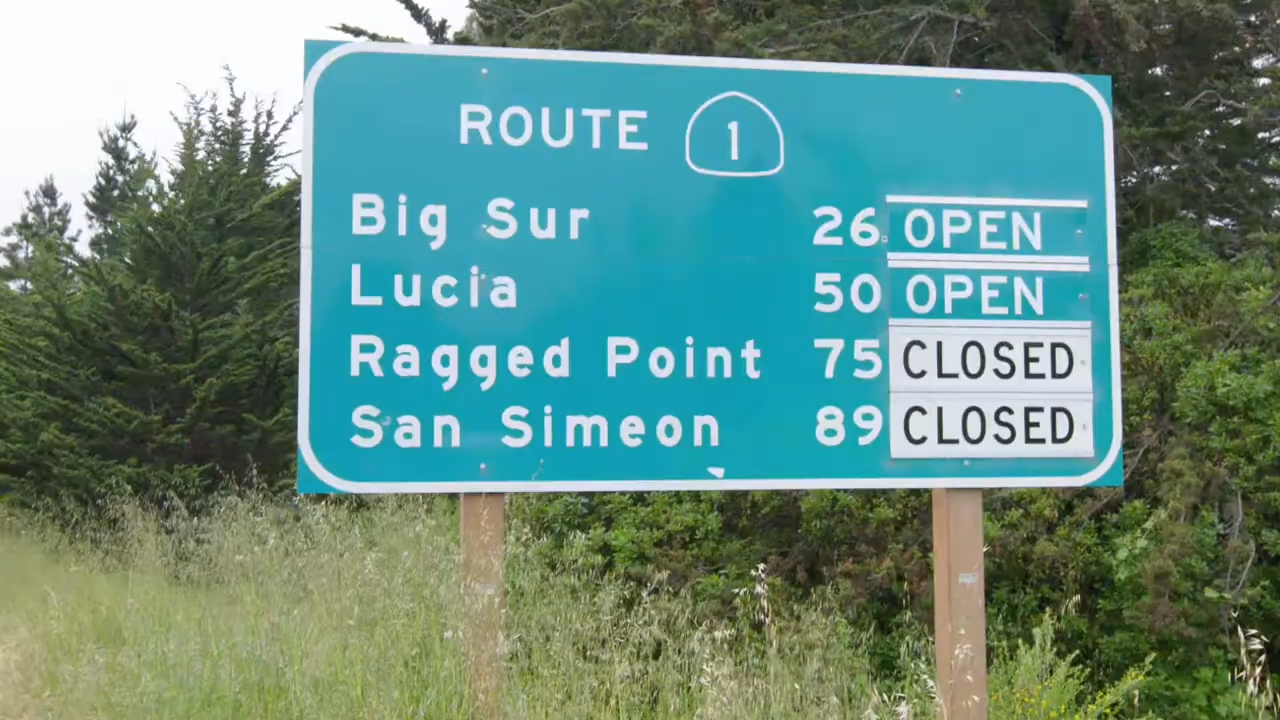 ROUTE 1
Big Sur 26 OPEN
Lucia 50 OPEN
Ragged Point 75 CLOSED
San Simeon 89 CLOSED